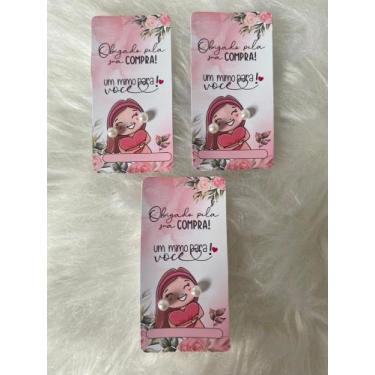 Obrigado pela
sua COMPRA!
um mimo para
você!
Obrigado pela
sua COMPRA!
um mimo para
você!
Obrigado pela
sua COMPRA!
um mimo para
você!